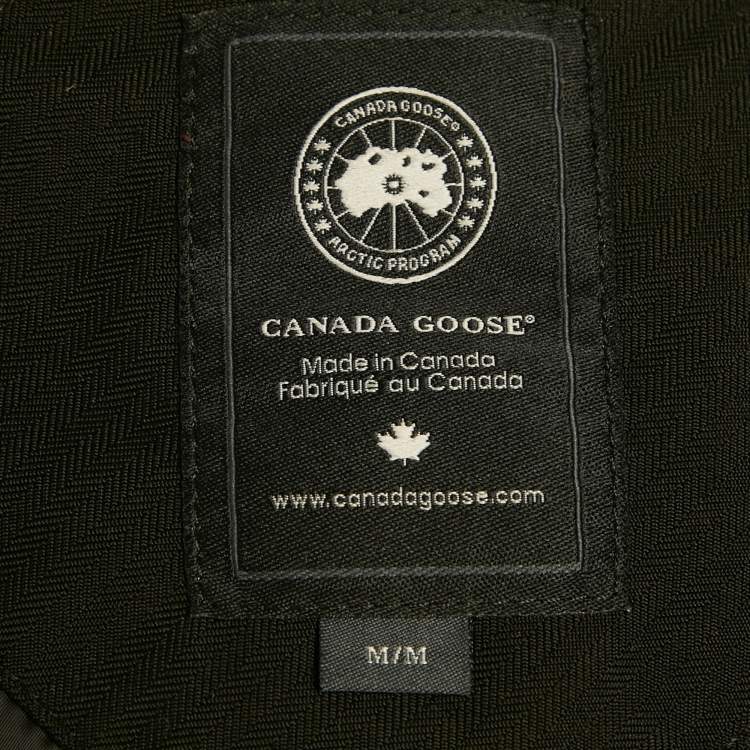 CANADA GOOSE®
ARCTIC PROGRAM
CANADA GOOSE®
Made in Canada
Fabriqué au Canada
www.canadagoose.com
M/M